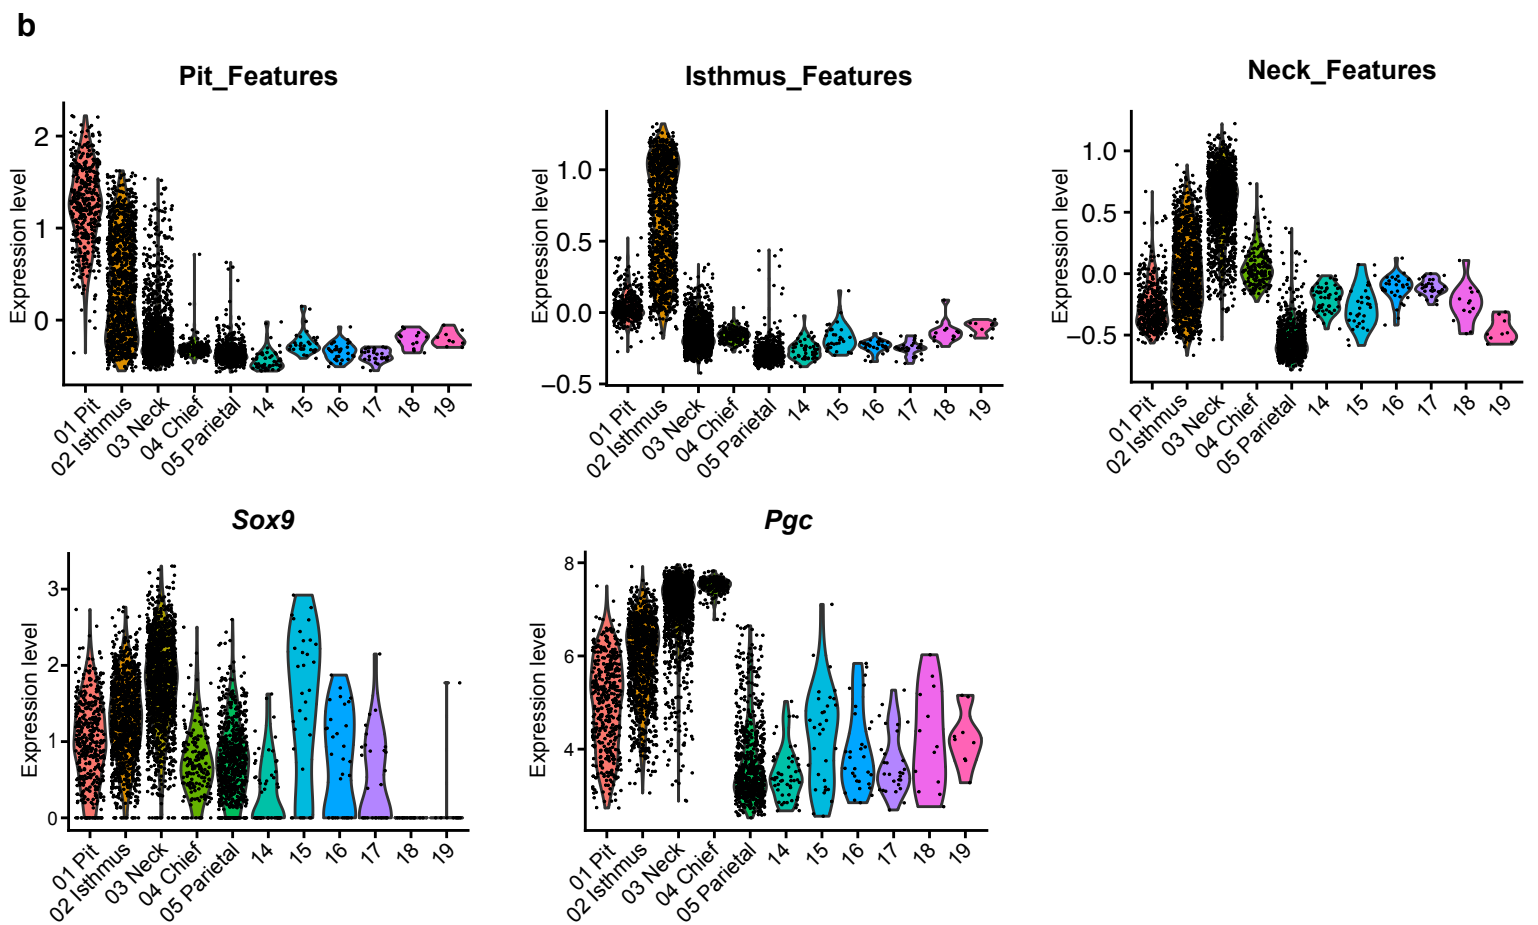 b
Pit_Features
Expression level
2
1
0
01 Pit
02 Isthmus
03 Neck
04 Chief
05 Parietal
14
15
16
17
18
19
Isthmus_Features
Expression level
1.0
0.5
0.0
−0.5
01 Pit
02 Isthmus
03 Neck
04 Chief
05 Parietal
14
15
16
17
18
19
Neck_Features
Expression level
1.0
0.5
0.0
−0.5
01 Pit
02 Isthmus
03 Neck
04 Chief
05 Parietal
14
15
16
17
18
19
Sox9
Expression level
3
2
1
0
01 Pit
02 Isthmus
03 Neck
04 Chief
05 Parietal
14
15
16
17
18
19
Pgc
Expression level
8
6
4
01 Pit
02 Isthmus
03 Neck
04 Chief
05 Parietal
14
15
16
17
18
19